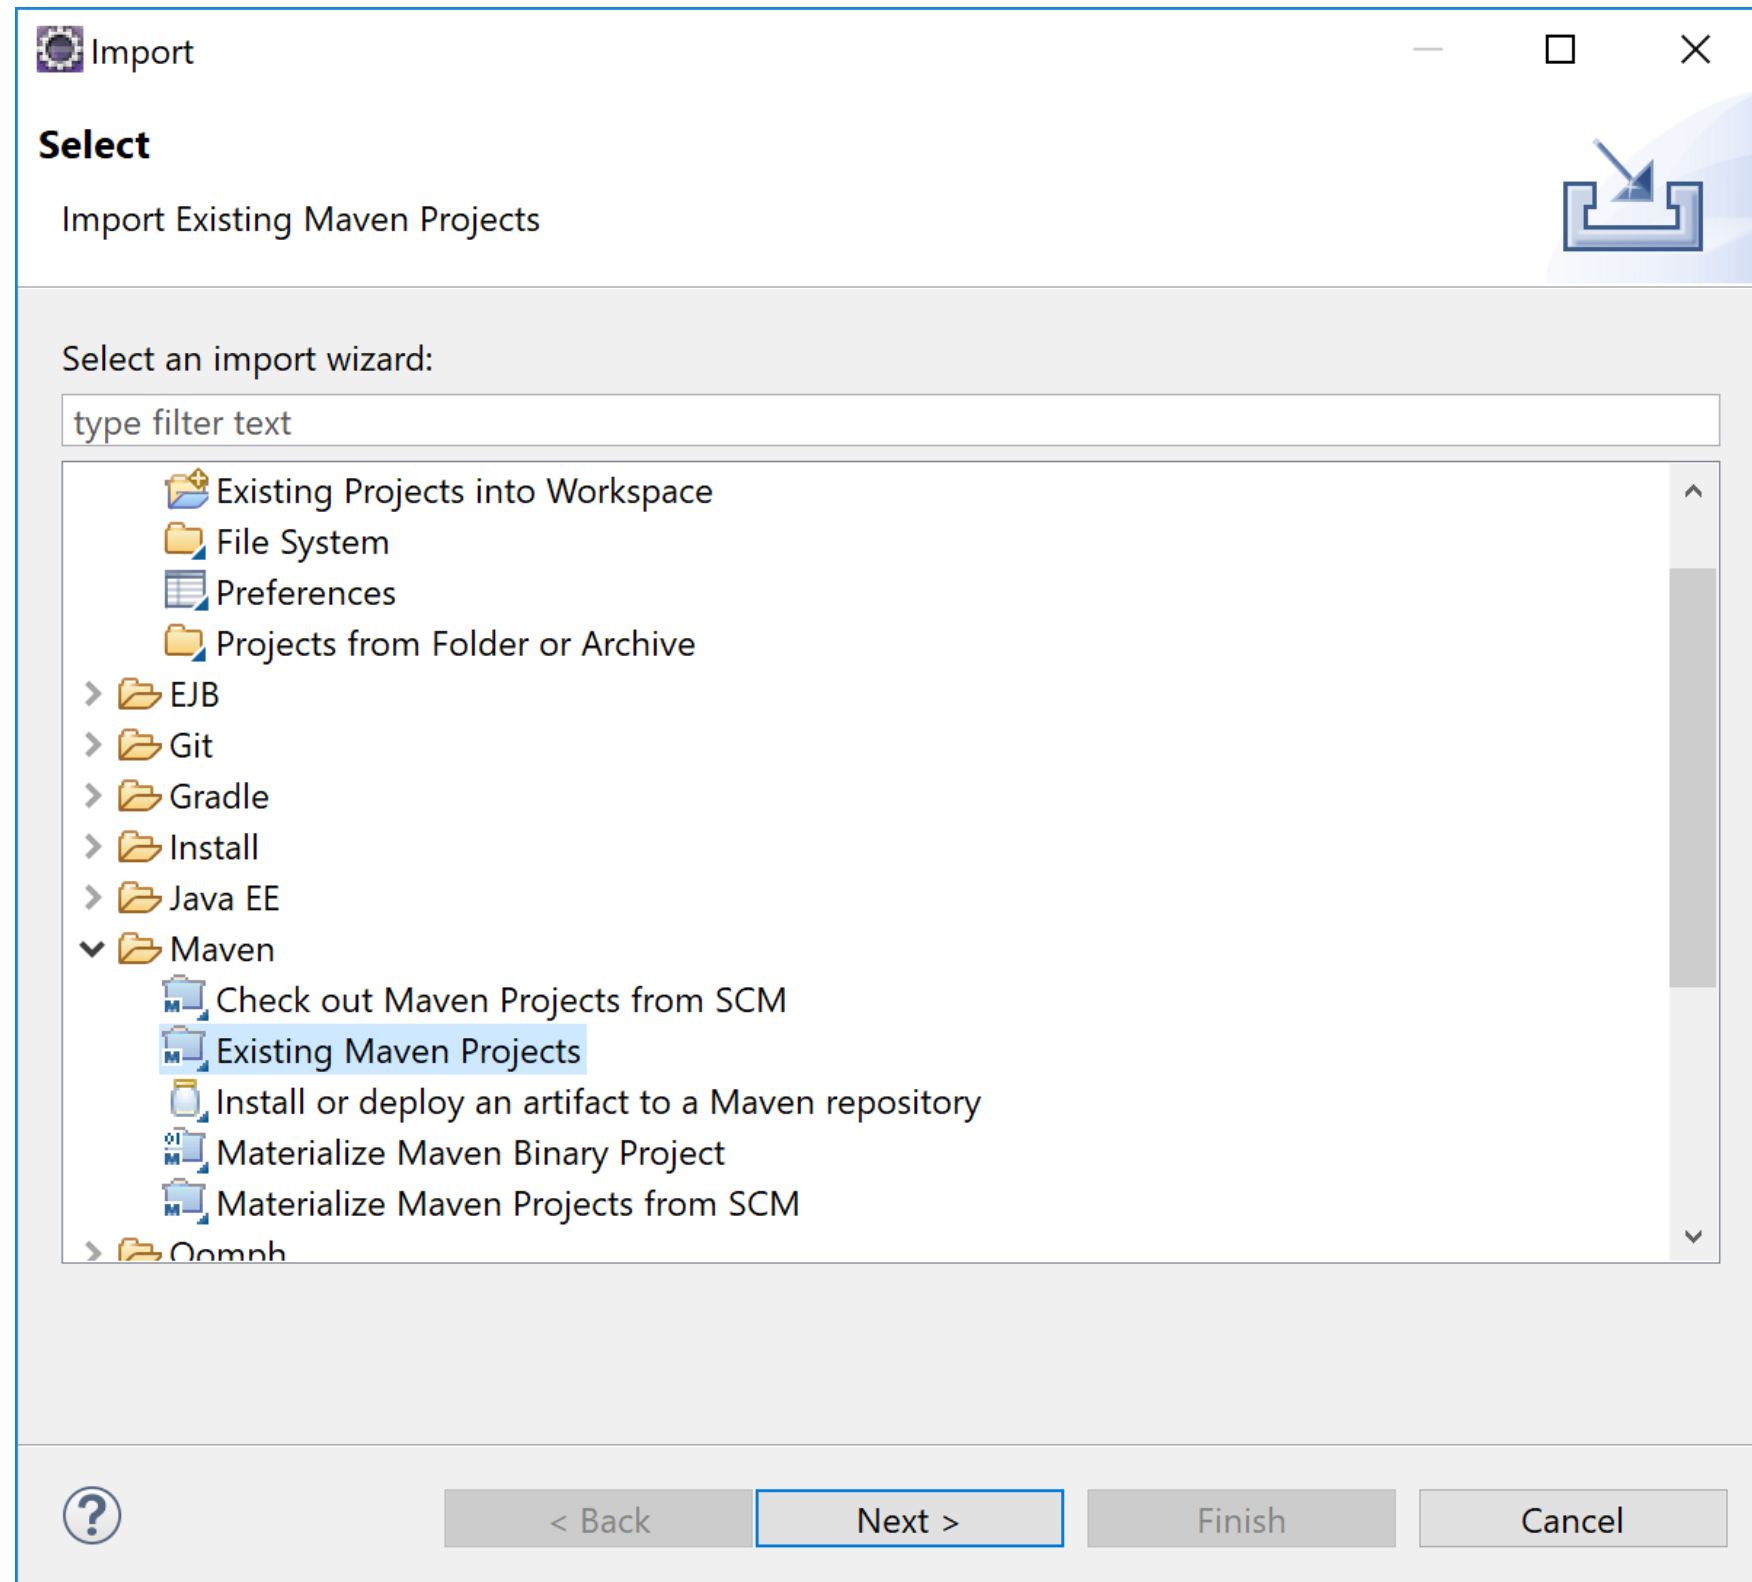 Import
Select
Import Existing Maven Projects
Select an import wizard:
type filter text
Existing Projects into Workspace
File System
Preferences
Projects from Folder or Archive
EJB
Git
Gradle
Install
Java EE
Maven
Check out Maven Projects from SCM
Existing Maven Projects
Install or deploy an artifact to a Maven repository
Materialize Maven Binary Project
Materialize Maven Projects from SCM
Oomph
< Back Next > Finish Cancel